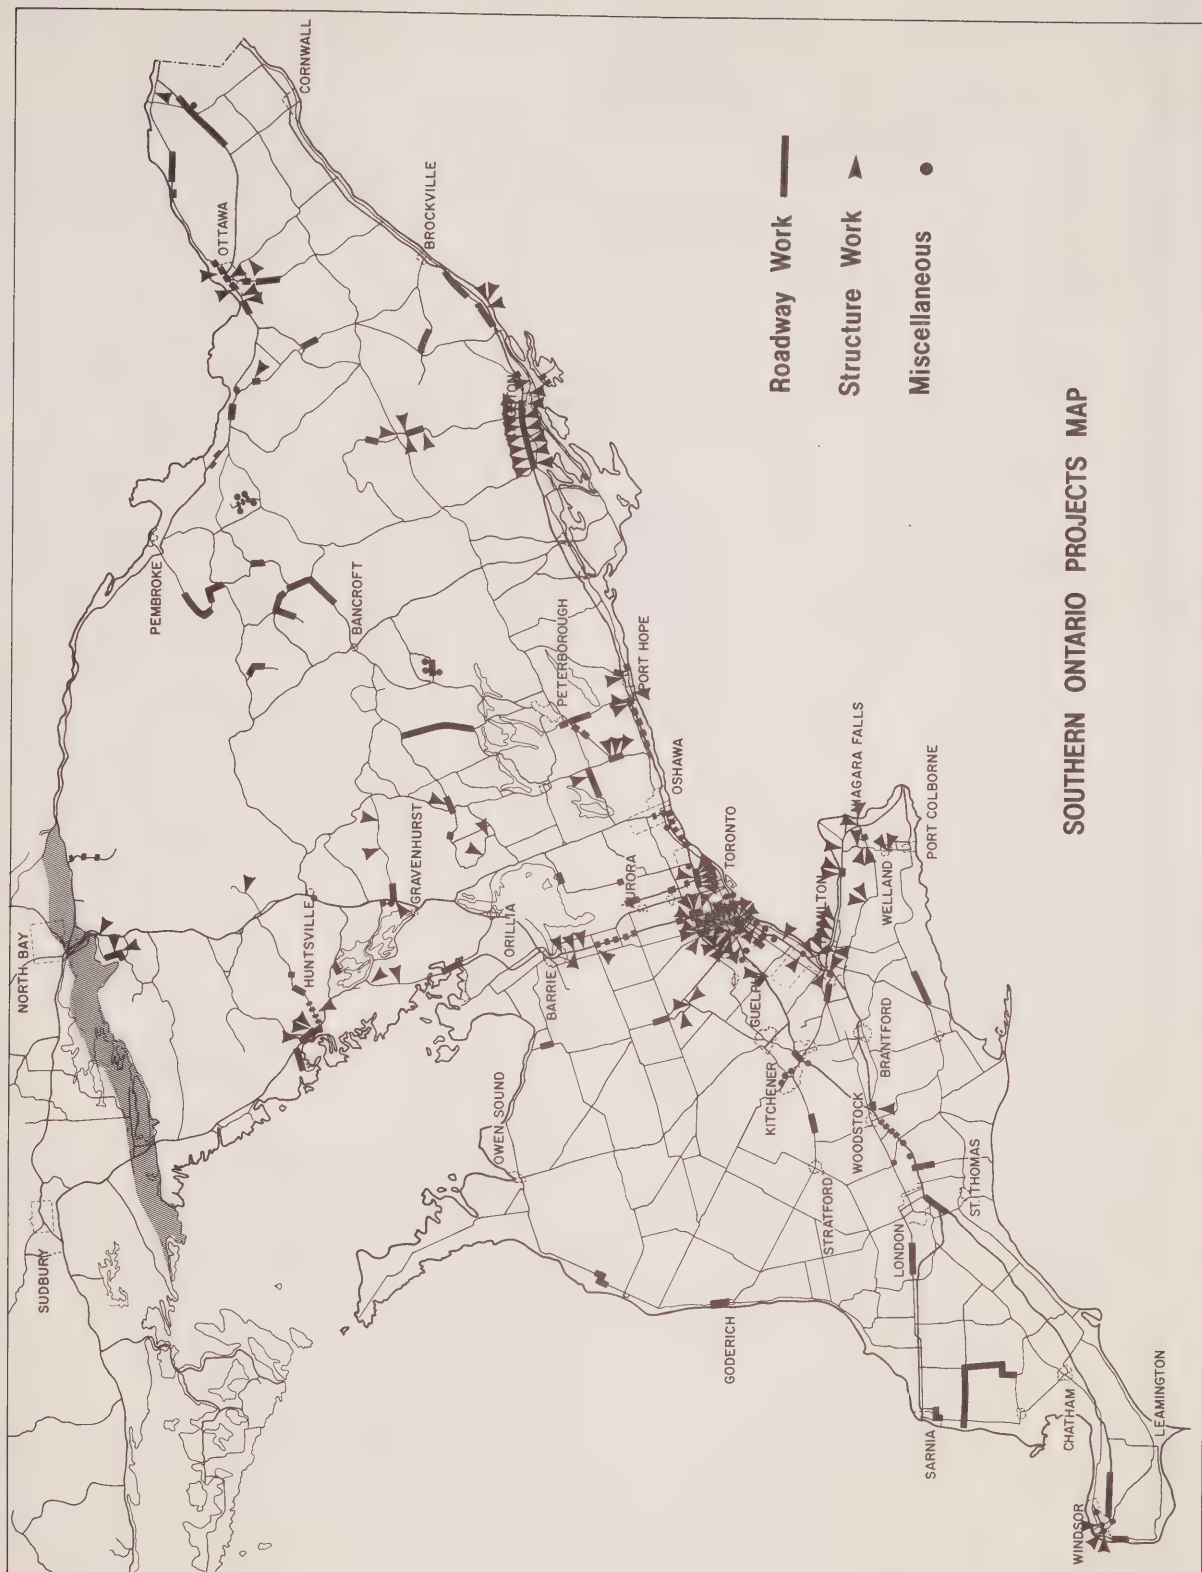 CORNWALL
OTTAWA
BROCKVILLE
PEMBROKE
BANCROFT
PETERBOROUGH
PORT HOPE
OSHAWA
TORONTO
NIAGARA FALLS
PORT COLBORNE
WELLAND
GRAVENHURST
ORILLIA
HUNTSVILLE
NORTH BAY
BARRIE
GUELPH
BRANTFORD
OWEN SOUND
KITCHENER
WOODSTOCK
STRATFORD
ST. THOMAS
LONDON
SUDBURY
GODERICH
SARNIA
CHATHAM
LEAMINGTON
WINDSOR
Roadway Work
Structure Work
Miscellaneous
SOUTHERN ONTARIO PROJECTS MAP